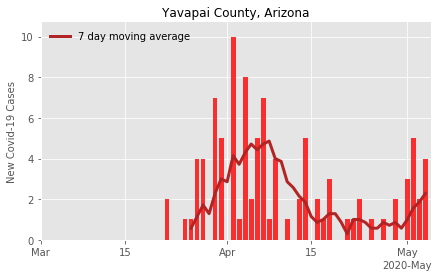 Yavapai County, Arizona
7 day moving average
New Covid-19 Cases
10
8
6
4
2
0
Mar 15 Apr 15 May
2020-May